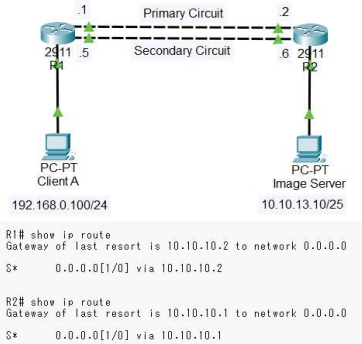 .1 Primary Circuit .2
2911 .5 Secondary Circuit .6 2911
R1 R2
PC-PT PC-PT
Client A Image Server
192.168.0.100/24 10.10.13.10/25
R1# show ip route
Gateway of last resort is 10.10.10.2 to network 0.0.0.0
S* 0.0.0.0[1/0] via 10.10.10.2
R2# show ip route
Gateway of last resort is 10.10.10.1 to network 0.0.0.0
S* 0.0.0.0[1/0] via 10.10.10.1